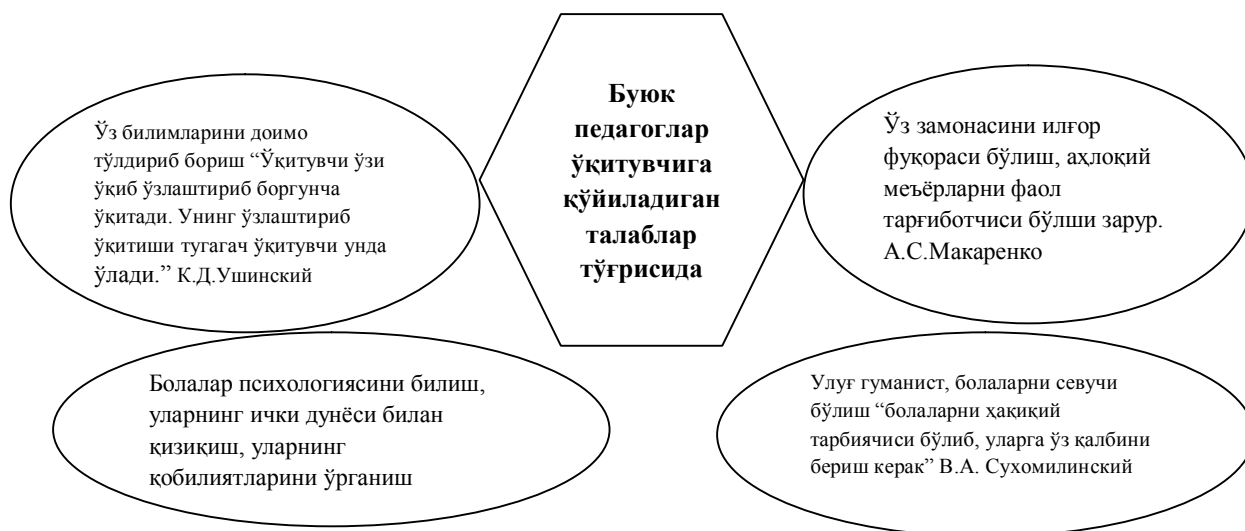 Буюк
педагоглар
ўқитувчига
қўйиладиган
талаблар
тўғрисида
Ўз билимларини доимо
тўлдириб бориш “Ўқитувчи ўзи
ўқиб ўзлаштириб боргунча
ўқитади. Унинг ўзлаштириб
ўқитиши тугагач ўқитувчи унда
ўлади.” К.Д.Ушинский
Ўз замонасини илғор
фуқораси бўлиш, аҳлоқий
меъёрларни фаол
тарғиботчиси бўлши зарур.
А.С.Макаренко
Болалар психологиясини билиш,
уларнинг ички дунёси билан
қизиқиш, уларнинг
қобилиятларини ўрганиш
Улуғ гуманист, болаларни севучи
бўлиш “болаларни ҳақиқий
тарбиячиси бўлиб, уларга ўз қалбини
бериш керак” В.А. Сухомилинский